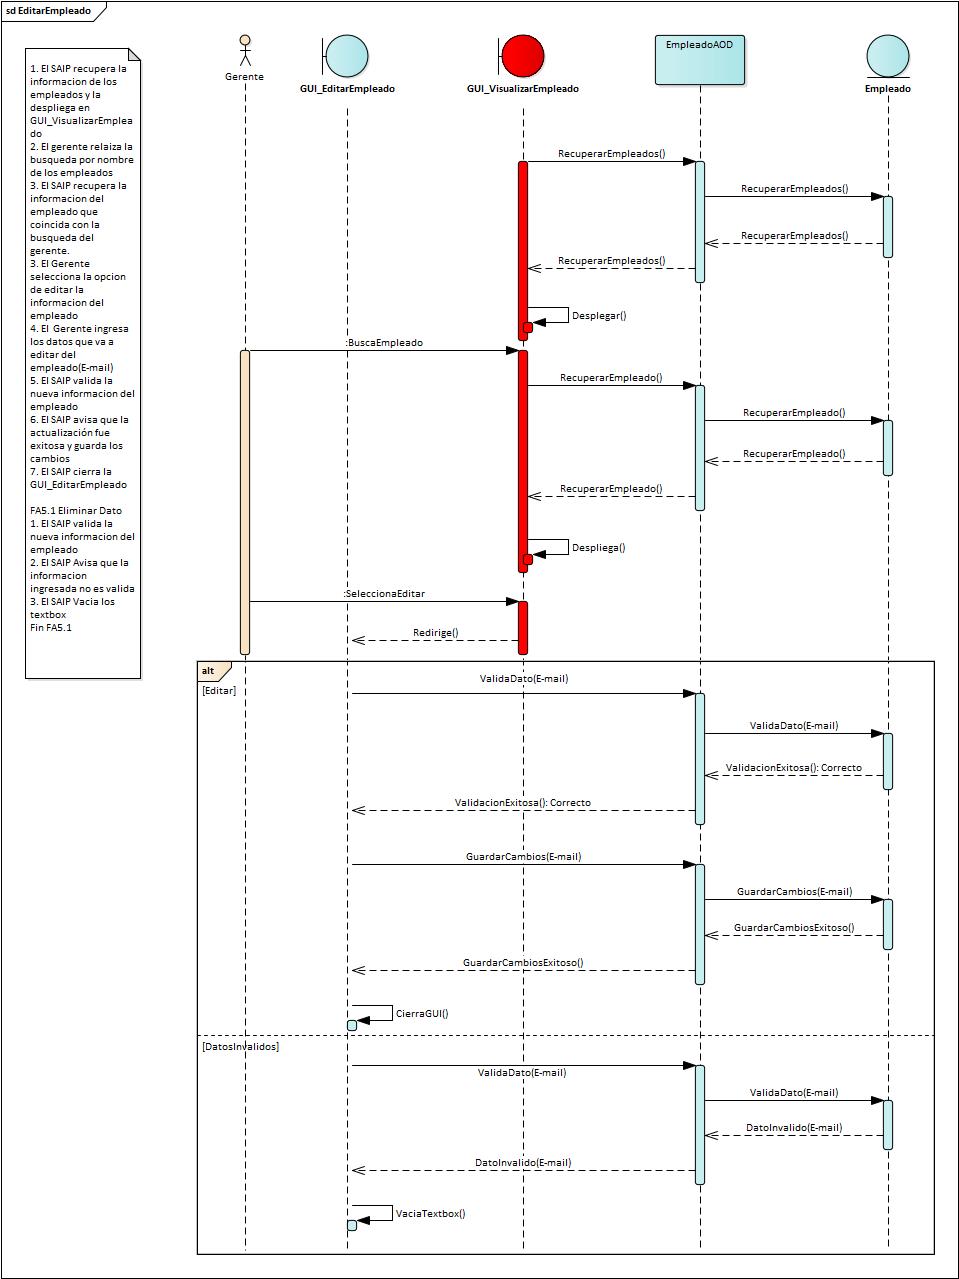 sd EditarEmpleado
1. El SAIP recupera la
informacion de los
empleados y la
despliega en
GUI_VisualizarEmplea
do
2. El gerente relaiza la
busqueda por nombre
de los empleados
3. El SAIP recupera la
informacion del
empleado que
coincida con la
busqueda del
gerente.
3. El Gerente
selecciona la opcion
de editar la
informacion del
empleado
4. El  Gerente ingresa
los datos que va a
editar del
empleado(E-mail)
5. El SAIP valida la
nueva informacion del
empleado
6. El SAIP avisa que la
actualización fue
exitosa y guarda los
cambios
7. El SAIP cierra la
GUI_EditarEmpleado
FA5.1 Eliminar Dato
1. El SAIP valida la
nueva informacion del
empleado
2. El SAIP Avisa que la
informacion
ingresada no es valida
3. El SAIP Vacia los
textbox
Fin FA5.1
Gerente
GUI_EditarEmpleado
GUI_VisualizarEmpleado
EmpleadoAOD
Empleado
RecuperarEmpleados()
RecuperarEmpleados()
RecuperarEmpleados()
RecuperarEmpleados()
Desplegar()
:BuscaEmpleado
RecuperarEmpleado()
RecuperarEmpleado()
RecuperarEmpleado()
RecuperarEmpleado()
Despliega()
:SeleccionaEditar
Redirige()
alt
[Editar]
ValidaDato(E-mail)
ValidaDato(E-mail)
ValidacionExitosa(): Correcto
ValidacionExitosa(): Correcto
GuardarCambios(E-mail)
GuardarCambios(E-mail)
GuardarCambiosExitoso()
GuardarCambiosExitoso()
CierraGUI()
[DatosInvalidos]
ValidaDato(E-mail)
ValidaDato(E-mail)
DatoInvalido(E-mail)
DatoInvalido(E-mail)
VaciaTextbox()